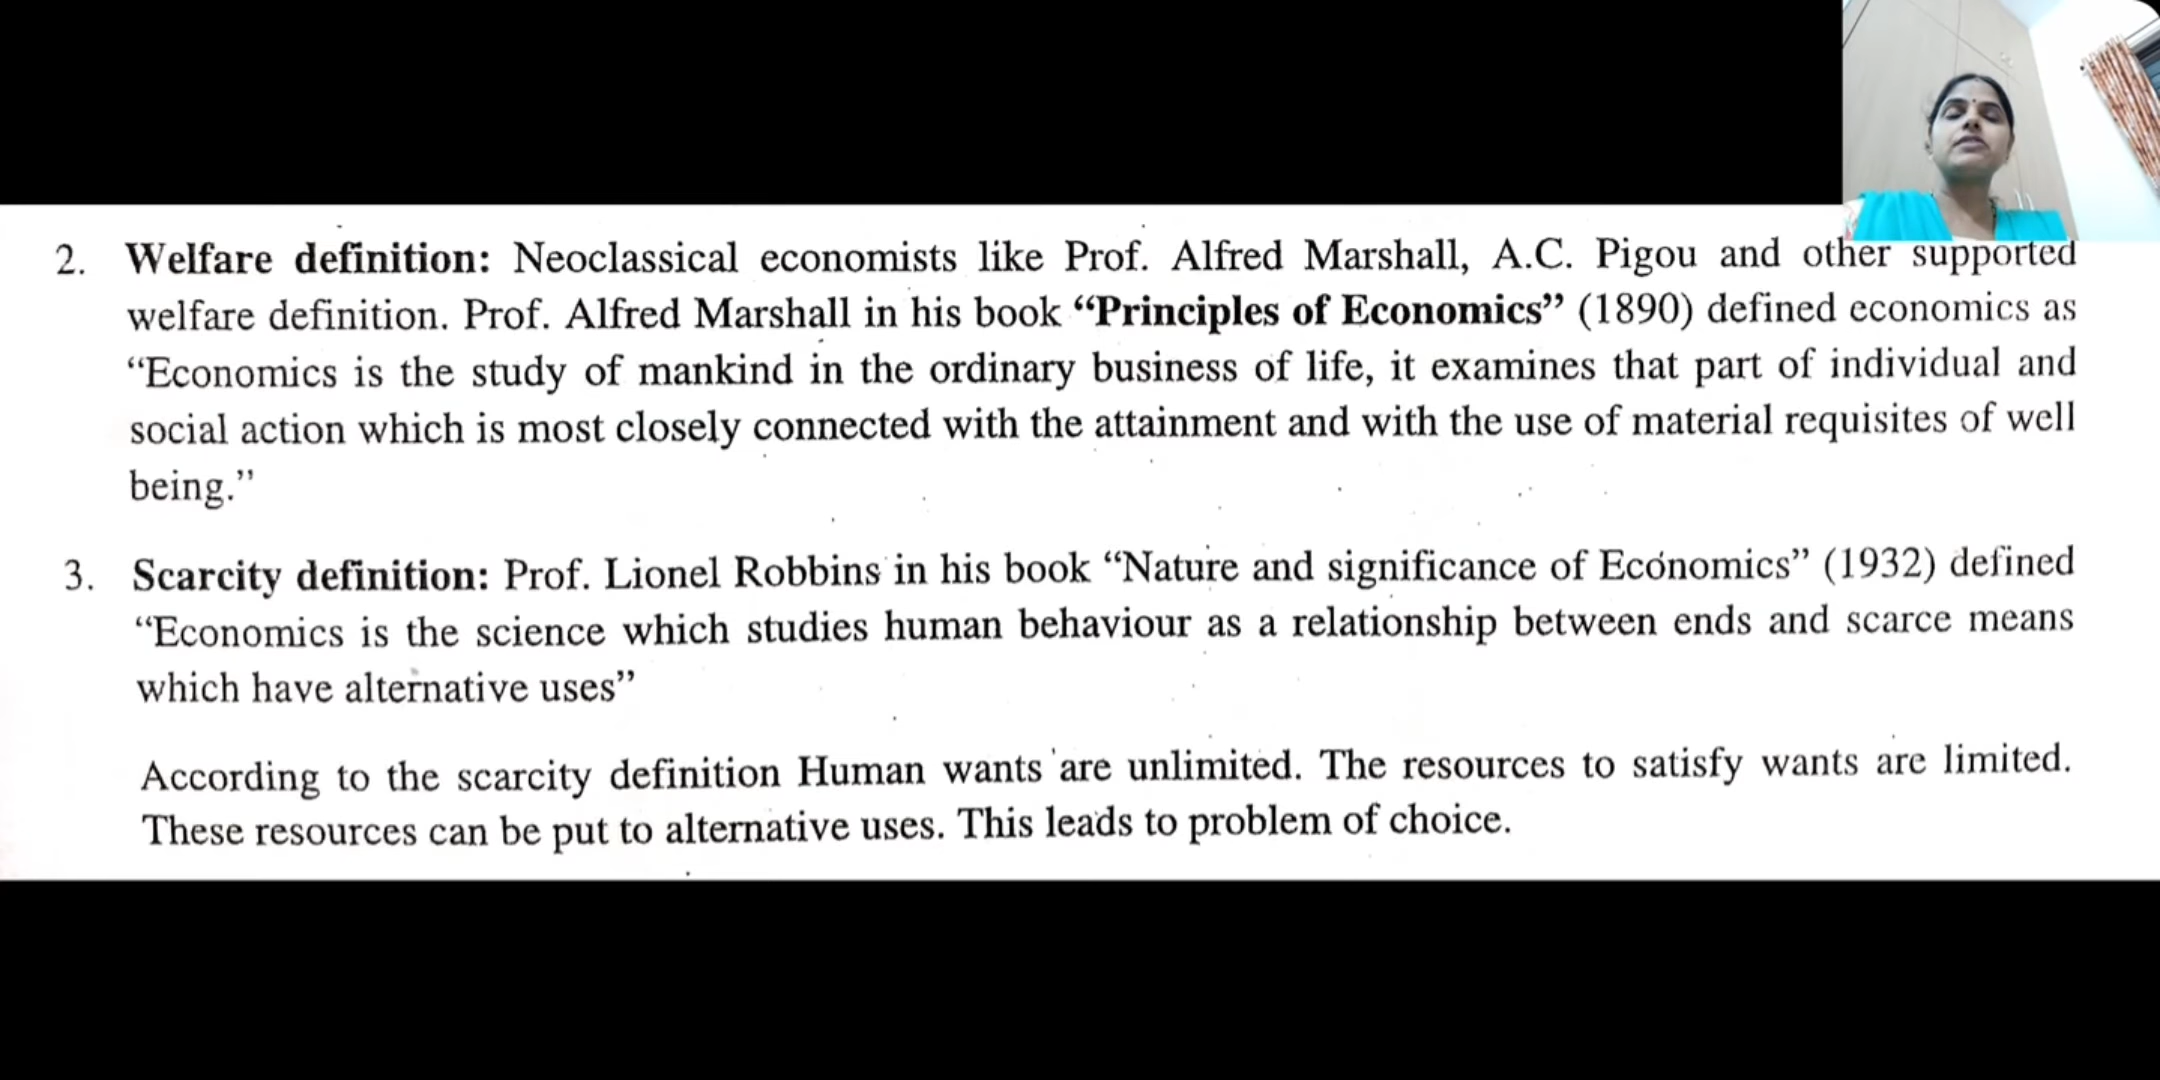 2. Welfare definition: Neoclassical economists like Prof. Alfred Marshall, A.C. Pigou and other supported
welfare definition. Prof. Alfred Marshall in his book “Principles of Economics” (1890) defined economics as
“Economics is the study of mankind in the ordinary business of life, it examines that part of individual and
social action which is most closely connected with the attainment and with the use of material requisites of well
being.”
3. Scarcity definition: Prof. Lionel Robbins in his book “Nature and significance of Economics” (1932) defined
“Economics is the science which studies human behaviour as a relationship between ends and scarce means
which have alternative uses”
According to the scarcity definition Human wants are unlimited. The resources to satisfy wants are limited.
These resources can be put to alternative uses. This leads to problem of choice.